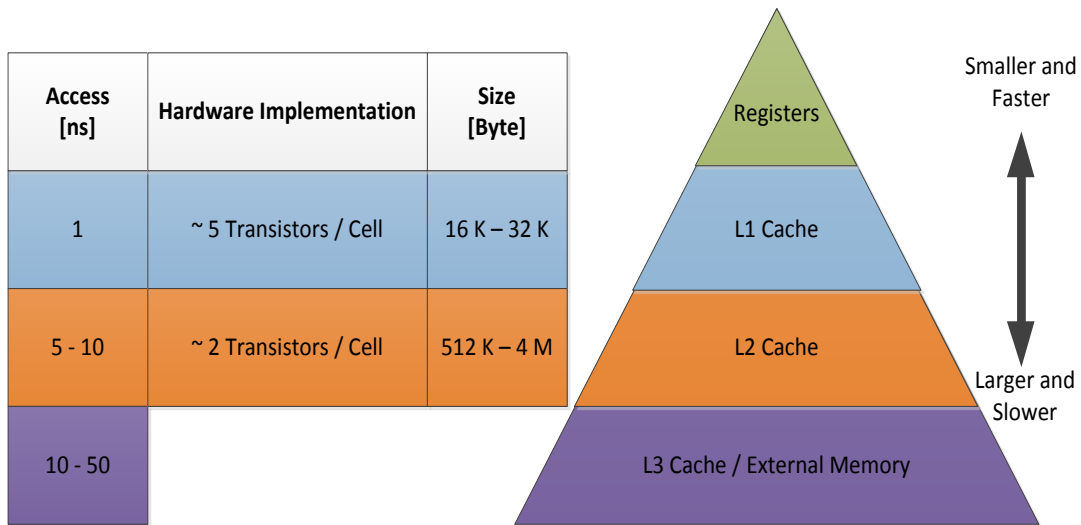 Access
[ns]
Hardware Implementation
Size
[Byte]
1
~ 5 Transistors / Cell
16 K – 32 K
5 - 10
~ 2 Transistors / Cell
512 K – 4 M
10 - 50
Registers
L1 Cache
L2 Cache
L3 Cache / External Memory
Smaller and
Faster
Larger and
Slower